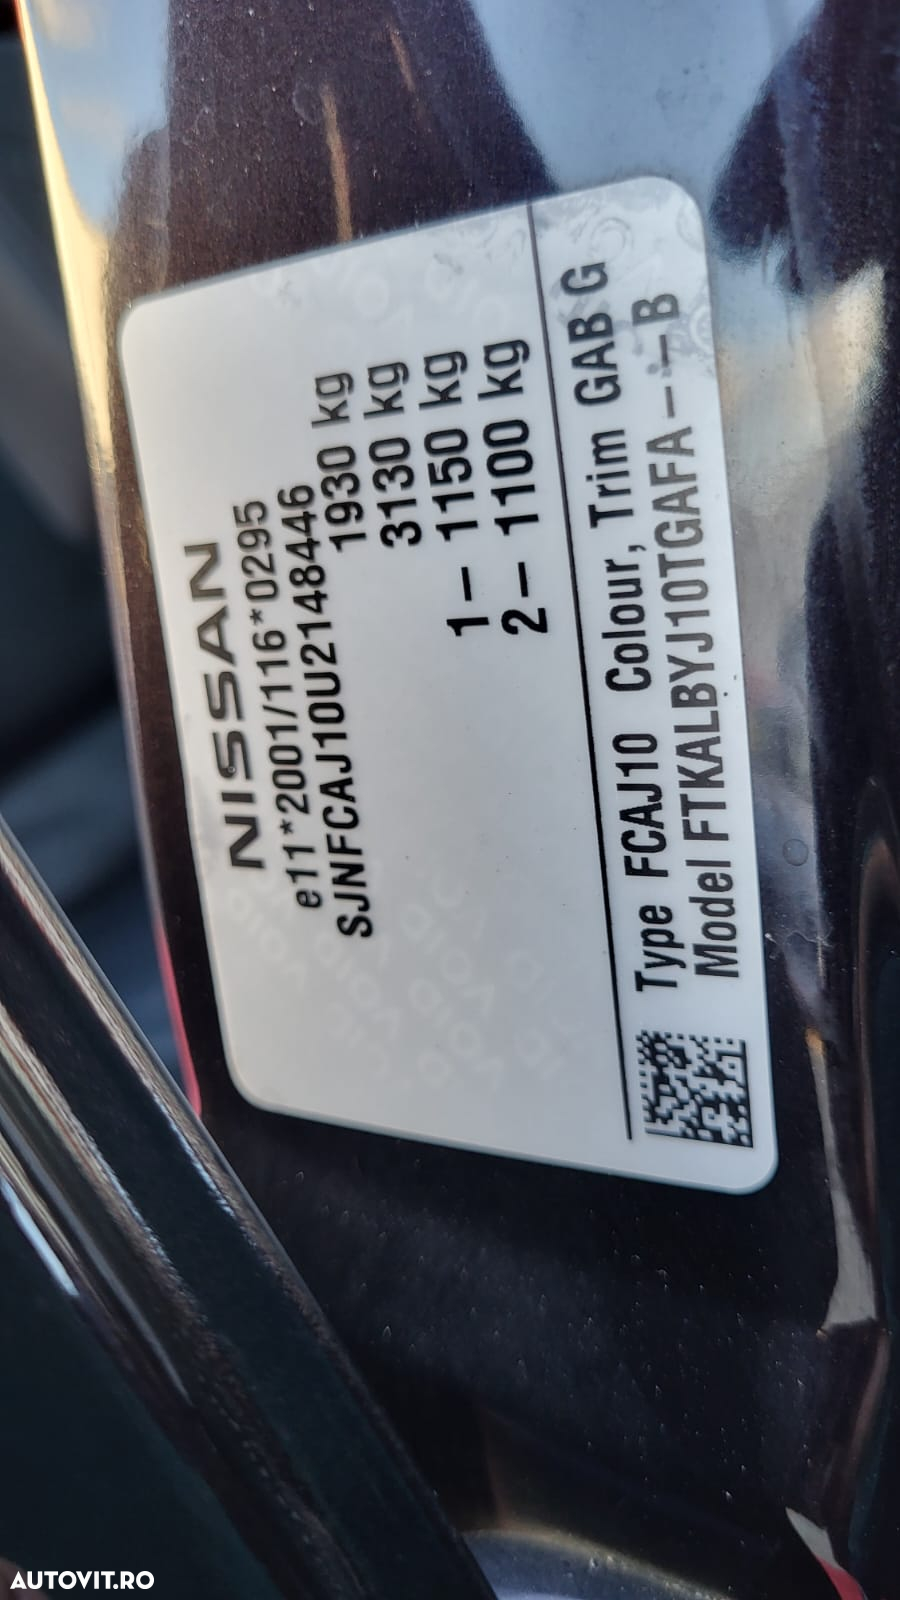 NISSAN
e11*2001/116*0295
SJNFCAJ10U2148446
1930 kg
3130 kg
1– 1150 kg
2– 1100 kg
Type FCAJ10 Colour, Trim GAB G
Model FTKALBYJ10TGAFA – – B
AUTOVIT.RO